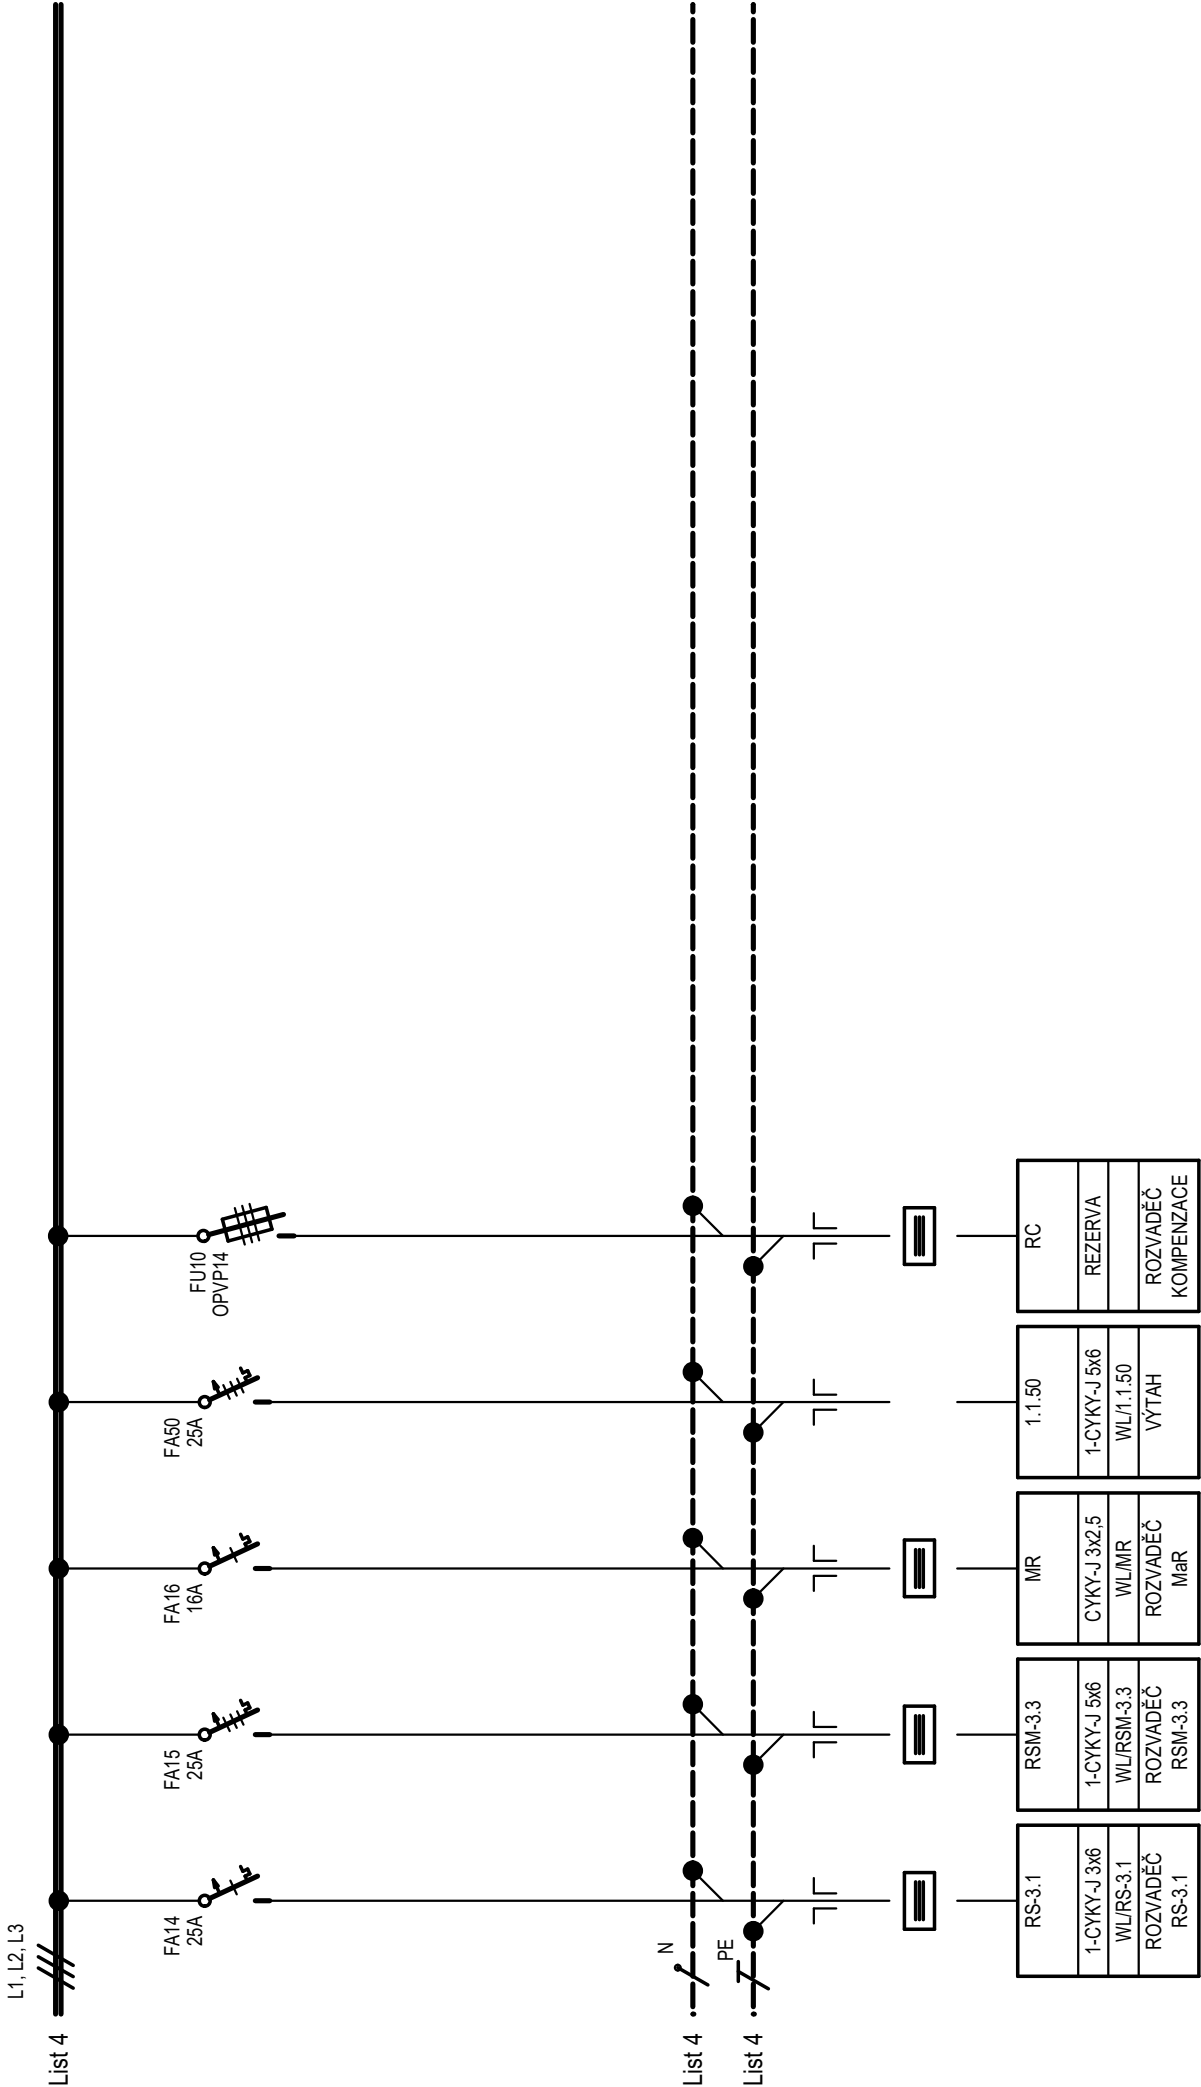 List 4
L1, L2, L3
FA14
25A
FA15
25A
FA16
16A
FA50
25A
FU10
OPVP14
List 4
N
List 4
PE
RS-3.1
1-CYKY-J 3x6
WL/RS-3.1
ROZVADĚČ
RS-3.1
RSM-3.3
1-CYKY-J 5x6
WL/RSM-3.3
ROZVADĚČ
RSM-3.3
MR
CYKY-J 3x2,5
WL/MR
ROZVADĚČ
MaR
1.1.50
1-CYKY-J 5x6
WL/1.1.50
VÝTAH
RC
REZERVA
ROZVADĚČ
KOMPENZACE